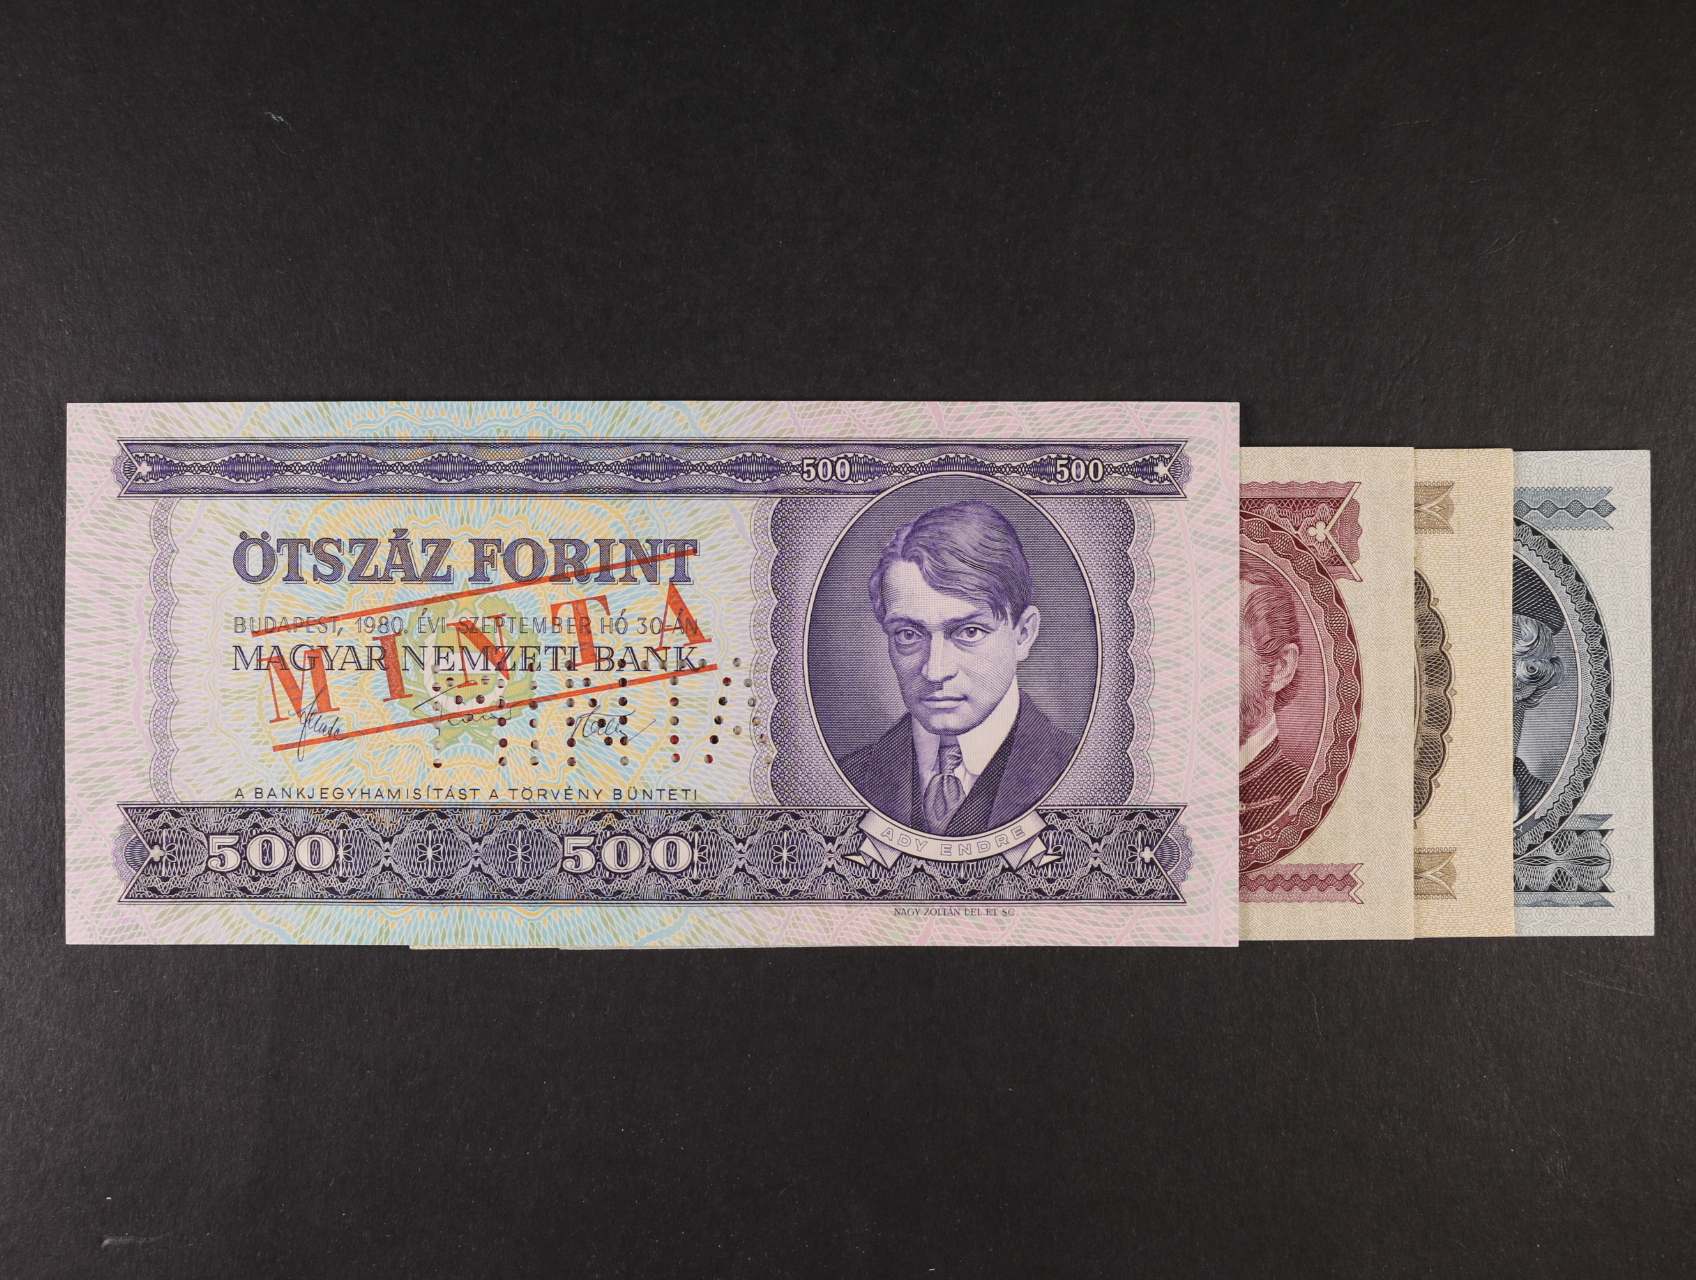 500 500
ÖTSZÁZ FORINT
BUDAPEST, 1980. ÉVI SZEPTEMBER HÓ 30-ÁN
MAGYAR NEMZETI BANK
MINTA
MINTA
A BANKJEGYHAMISÍTÁST A TÖRVÉNY BÜNTETI
ADY ENDRE
500 500
NAGY ZOLTÁN DEL.ET SC.